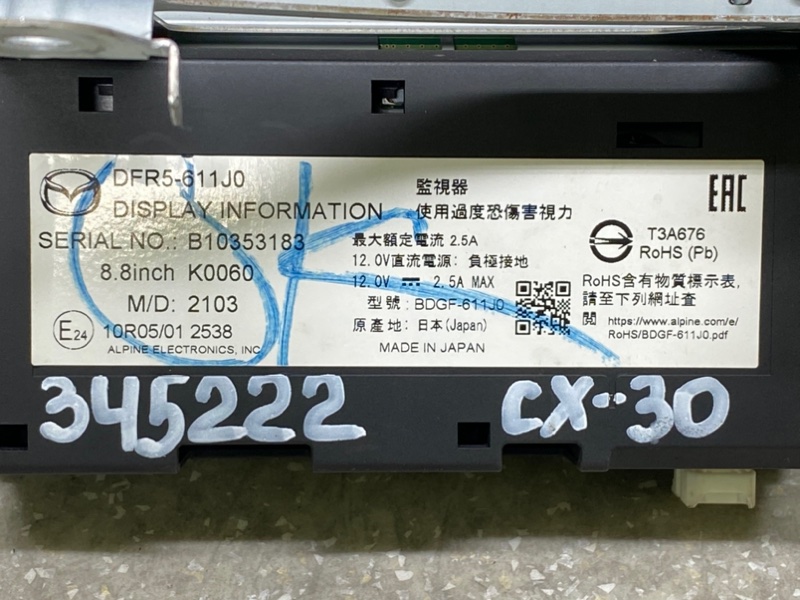 DFR5-611J0
DISPLAY INFORMATION
SERIAL NO.: B10353183
8.8inch K0060
M/D: 2103
E24 10R05/01 2538
ALPINE ELECTRONICS, INC.
監視器
使用過度恐傷害視力
最大額定電流 2.5A
12.0V直流電源: 負極接地
12.0V ⎓ 2.5A MAX
型號: BDGF-611J0
原產地: 日本(Japan)
MADE IN JAPAN
EAC
T3A676
RoHS (Pb)
RoHS含有物質標示表,
請至下列網址查
閱 https://www.alpine.com/e/
RoHS/BDGF-611J0.pdf
OK
345222
CX-30